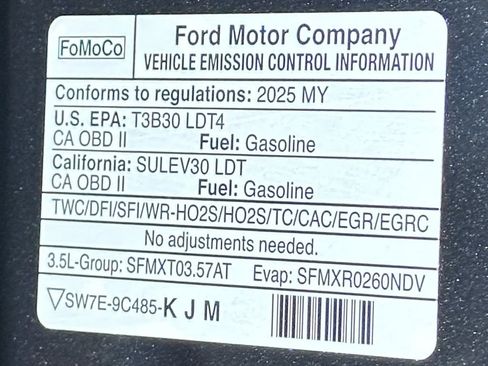 FoMoCo
Ford Motor Company
VEHICLE EMISSION CONTROL INFORMATION
Conforms to regulations: 2025 MY
U.S. EPA: T3B30 LDT4
CA OBD II Fuel: Gasoline
California: SULEV30 LDT
CA OBD II Fuel: Gasoline
TWC/DFI/SFI/WR-HO2S/HO2S/TC/CAC/EGR/EGRC
No adjustments needed.
3.5L-Group: SFMXT03.57AT Evap: SFMXR0260NDV
SW7E-9C485-K J M